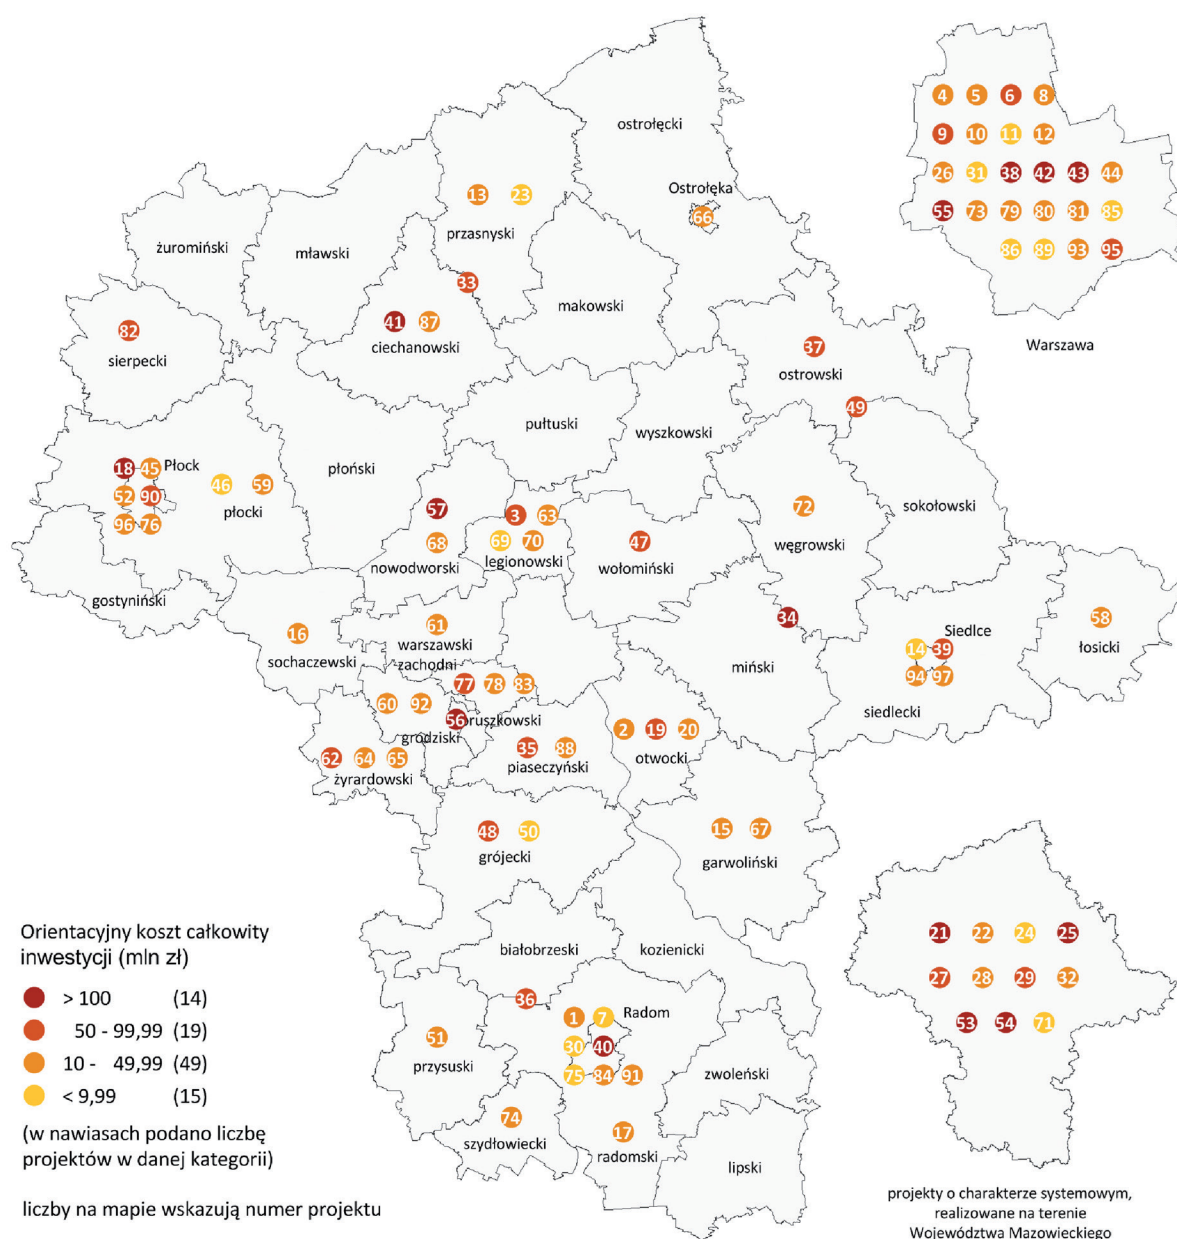 ostrołęcki
4 5 6 8
9 10 11 12
Ostrołęka
26 31 38 42 43 44
13 23
66
55 73 79 80 81 85
przasnyski
żuromiński
mławski
86 89 93 95
33
makowski
82
41 87
ciechanowski
37
Warszawa
sierpecki
ostrowski
49
pułtuski
wyszkowski
18 45 Płock
płoński
46 59
52 90
płocki
sokołowski
57
3 63
72
96 76
68
69 70
47
węgrowski
nowodworski
legionowski
wołomiński
gostyniński
34
58
16
61
Siedlce
sochaczewski
warszawski
zachodni
14 39
łosicki
miński
77 78 83
94 97
60 92
56
pruszkowski
siedlecki
grodziski
2 19 20
62 64 65
35 88
otwocki
żyrardowski
piaseczyński
48 50
15 67
grójecki
garwoliński
Orientacyjny koszt całkowity
inwestycji (mln zł)
> 100 (14)
50 - 99,99 (19)
10 - 49,99 (49)
< 9,99 (15)
(w nawiasach podano liczbę
projektów w danej kategorii)
liczby na mapie wskazują numer projektu
białobrzeski
kozienicki
36
Radom
1 7
51
30 40
przysuski
75 84 91
zwoleński
74
szydłowiecki
17
radomski
lipski
21 22 24 25
27 28 29 32
53 54 71
projekty o charakterze systemowym,
realizowane na terenie
Województwa Mazowieckiego